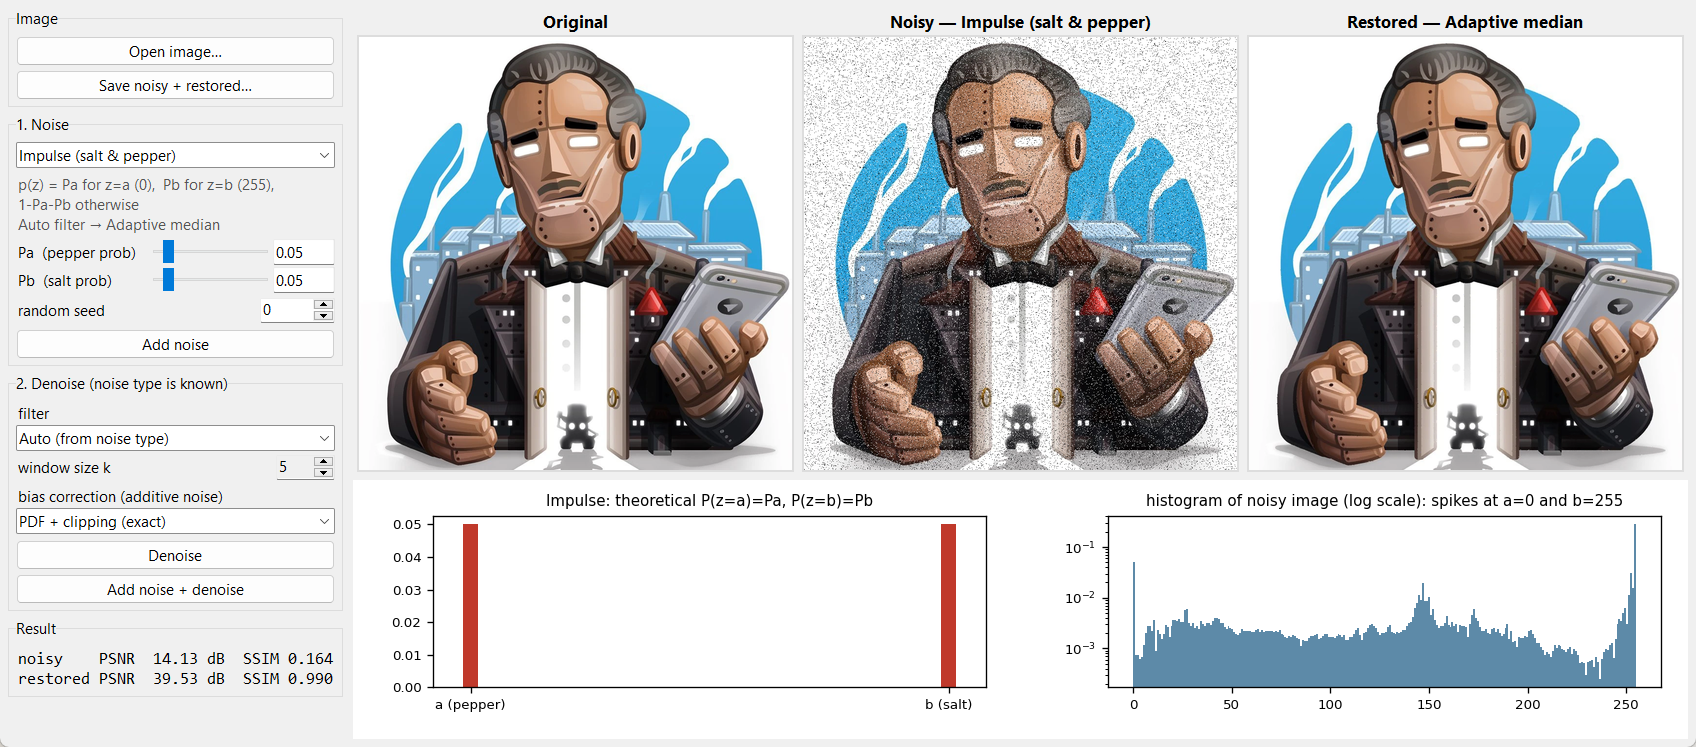 Image
Open image...
Save noisy + restored...
1. Noise
Impulse (salt & pepper)
p(z) = Pa for z=a (0),  Pb for z=b (255),
1-Pa-Pb otherwise
Auto filter → Adaptive median
Pa  (pepper prob)
0.05
Pb  (salt prob)
0.05
random seed
0
Add noise
2. Denoise (noise type is known)
filter
Auto (from noise type)
window size k
5
bias correction (additive noise)
PDF + clipping (exact)
Denoise
Add noise + denoise
Result
noisy    PSNR  14.13 dB  SSIM 0.164
restored PSNR  39.53 dB  SSIM 0.990
Original
Noisy — Impulse (salt & pepper)
Restored — Adaptive median
Impulse: theoretical P(z=a)=Pa, P(z=b)=Pb
0.05
0.04
0.03
0.02
0.01
0.00
a (pepper)
b (salt)
histogram of noisy image (log scale): spikes at a=0 and b=255
10⁻¹
10⁻²
10⁻³
0
50
100
150
200
250